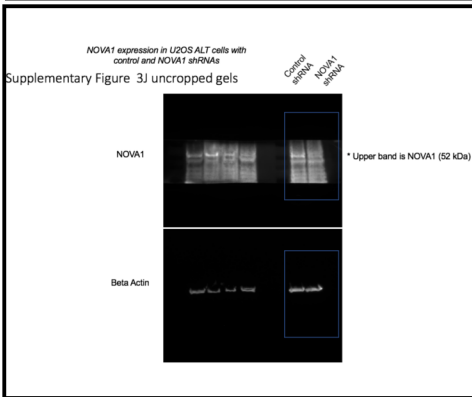 NOVA1 expression in U2OS ALT cells with
control and NOVA1 shRNAs
Supplementary Figure 3J uncropped gels
Control
shRNA
NOVA1
shRNA
NOVA1
* Upper band is NOVA1 (52 kDa)
Beta Actin